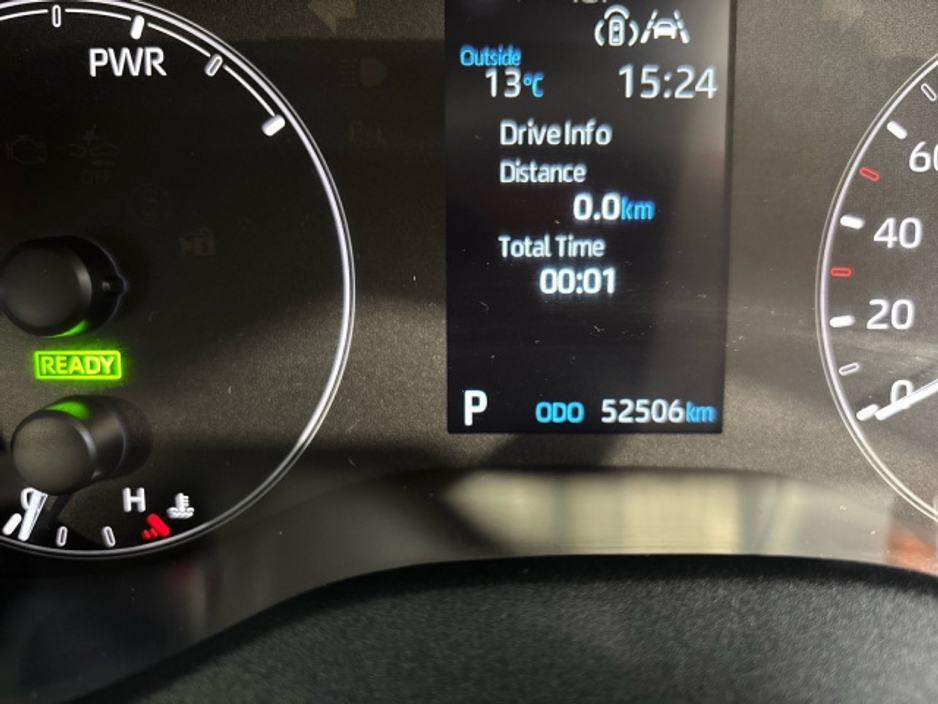 PWR
Outside
13°C 15:24
Drive Info
Distance
0.0km
Total Time
00:01
P ODO 52506km
READY
C H
60
40
20
0